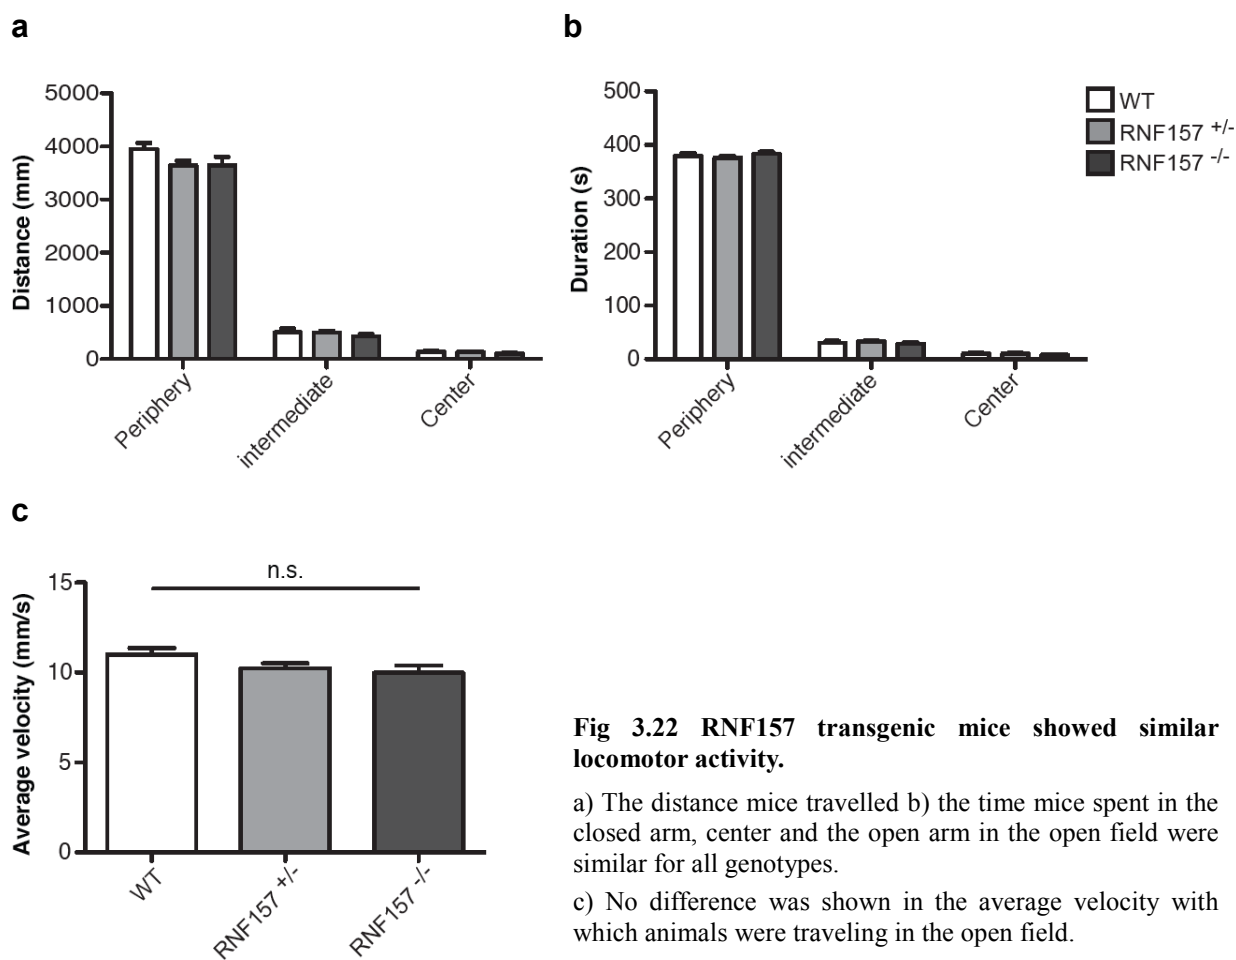 a
5000
4000
3000
2000
1000
0
Distance (mm)
Periphery
intermediate
Center
b
500
400
300
200
100
0
Duration (s)
Periphery
intermediate
Center
WT
RNF157 +/-
RNF157 -/-
c
n.s.
15
10
5
0
Average velocity (mm/s)
WT
RNF157 +/-
RNF157 -/-
Fig 3.22 RNF157 transgenic mice showed similar
locomotor activity.
a) The distance mice travelled b) the time mice spent in the
closed arm, center and the open arm in the open field were
similar for all genotypes.
c) No difference was shown in the average velocity with
which animals were traveling in the open field.